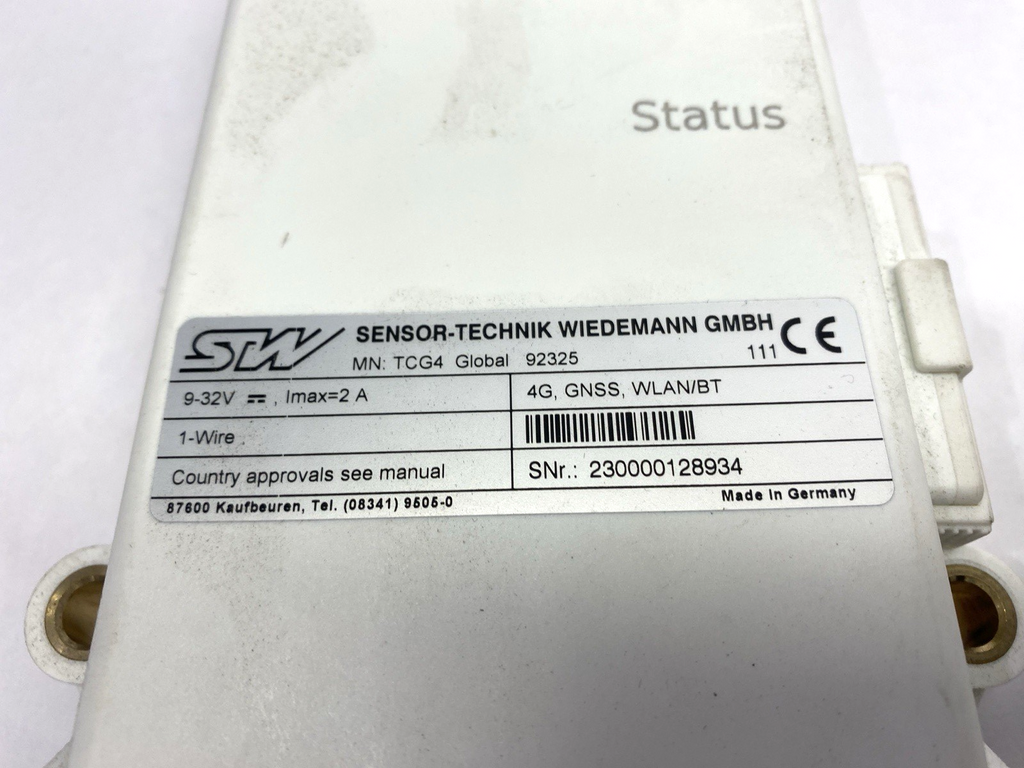 Status
STW SENSOR-TECHNIK WIEDEMANN GMBH CE
MN: TCG4 Global 92325 111
9-32V ⎓ , Imax=2 A 4G, GNSS, WLAN/BT
1-Wire
Country approvals see manual SNr.: 230000128934
87600 Kaufbeuren, Tel. (08341) 9505-0 Made in Germany